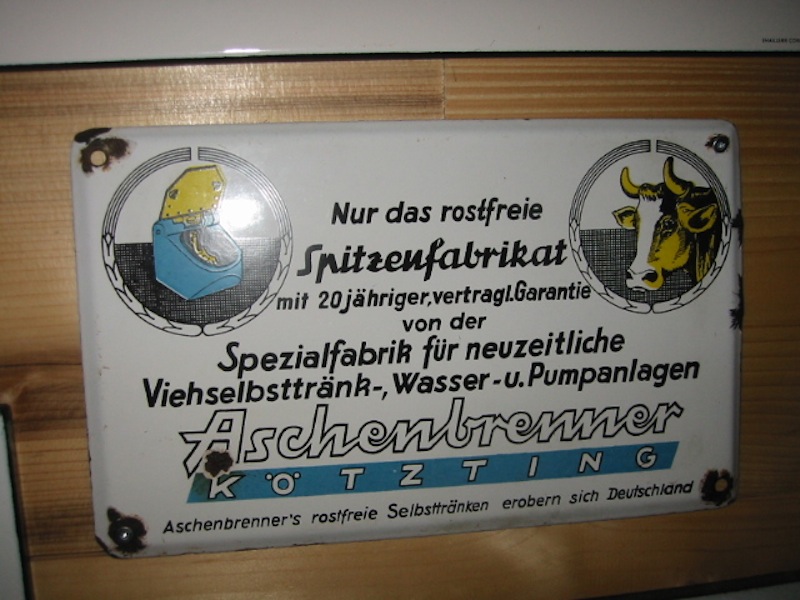 Nur das rostfreie
Spitzenfabrikat
mit 20jähriger, vertragl. Garantie
von der
Spezialfabrik für neuzeitliche
Viehselbsttränk-, Wasser- u. Pumpanlagen
Aschenbrenner
KÖTZTING
Aschenbrenner's rostfreie Selbsttränken erobern sich Deutschland